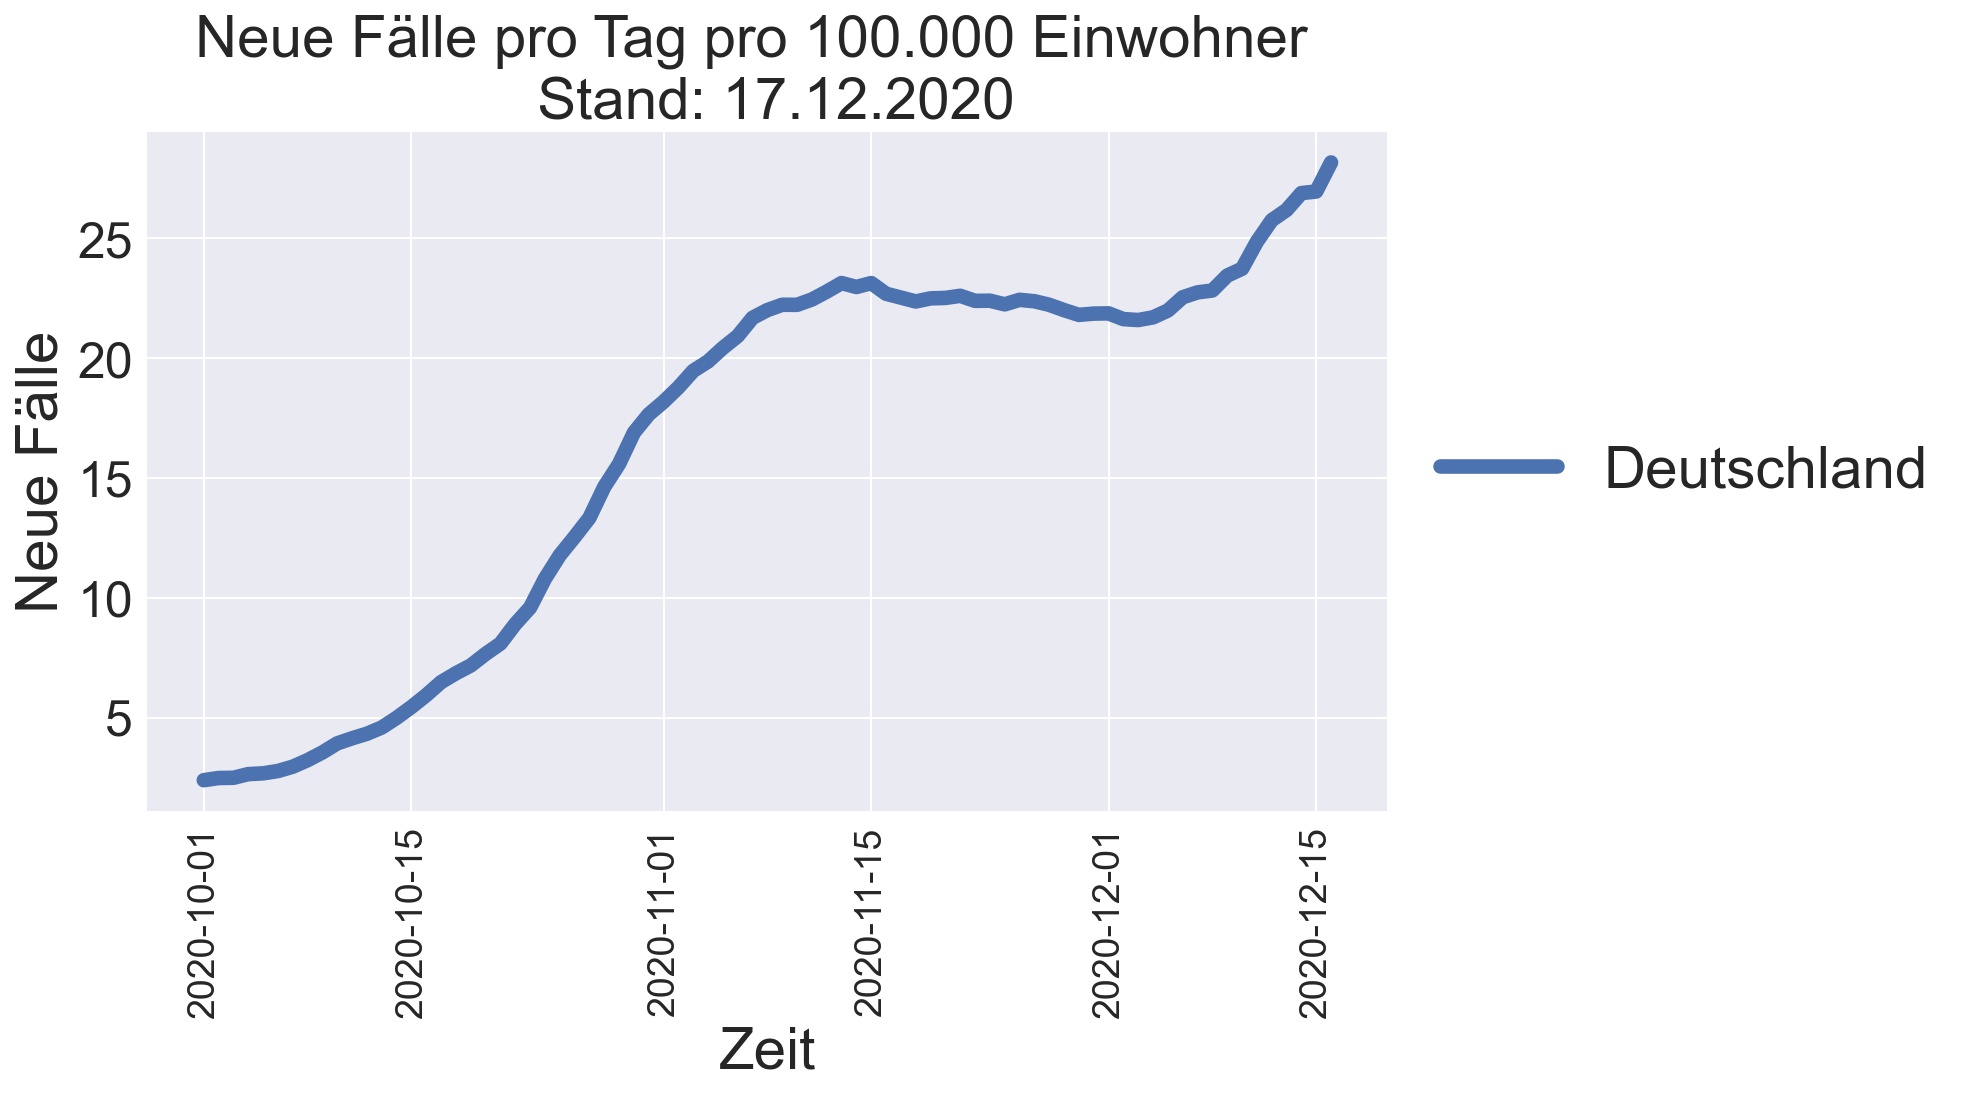 Neue Fälle pro Tag pro 100.000 Einwohner
Stand: 17.12.2020
Neue Fälle
25
20
15
10
5
2020-10-01
2020-10-15
2020-11-01
2020-11-15
2020-12-01
2020-12-15
Zeit
Deutschland